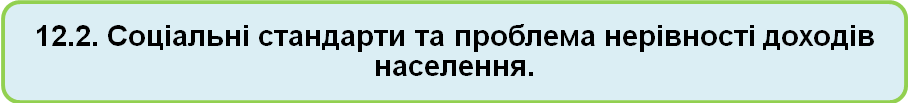 12.2. Соціальні стандарти та проблема нерівності доходів
населення.